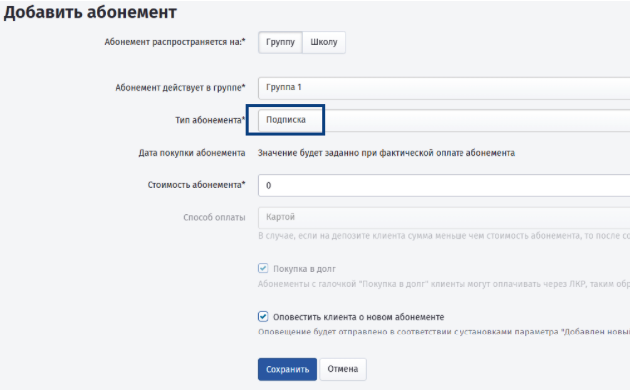 Добавить абонемент
Абонемент распространяется на:* Группу Школу
Абонемент действует в группе* Группа 1
Тип абонемента* Подписка
Дата покупки абонемента Значение будет задано при фактической оплате абонемента
Стоимость абонемента* 0
Способ оплаты Картой
В случае, если на депозите клиента сумма меньше чем стоимость абонемента, то после со
Покупка в долг
Абонементы с галочкой "Покупка в долг" клиенты могут оплачивать через ЛКР, таким обр
Оповестить клиента о новом абонементе
Оповещение будет отправлено в соответствии с установками параметра "Добавлен новый
Сохранить Отмена